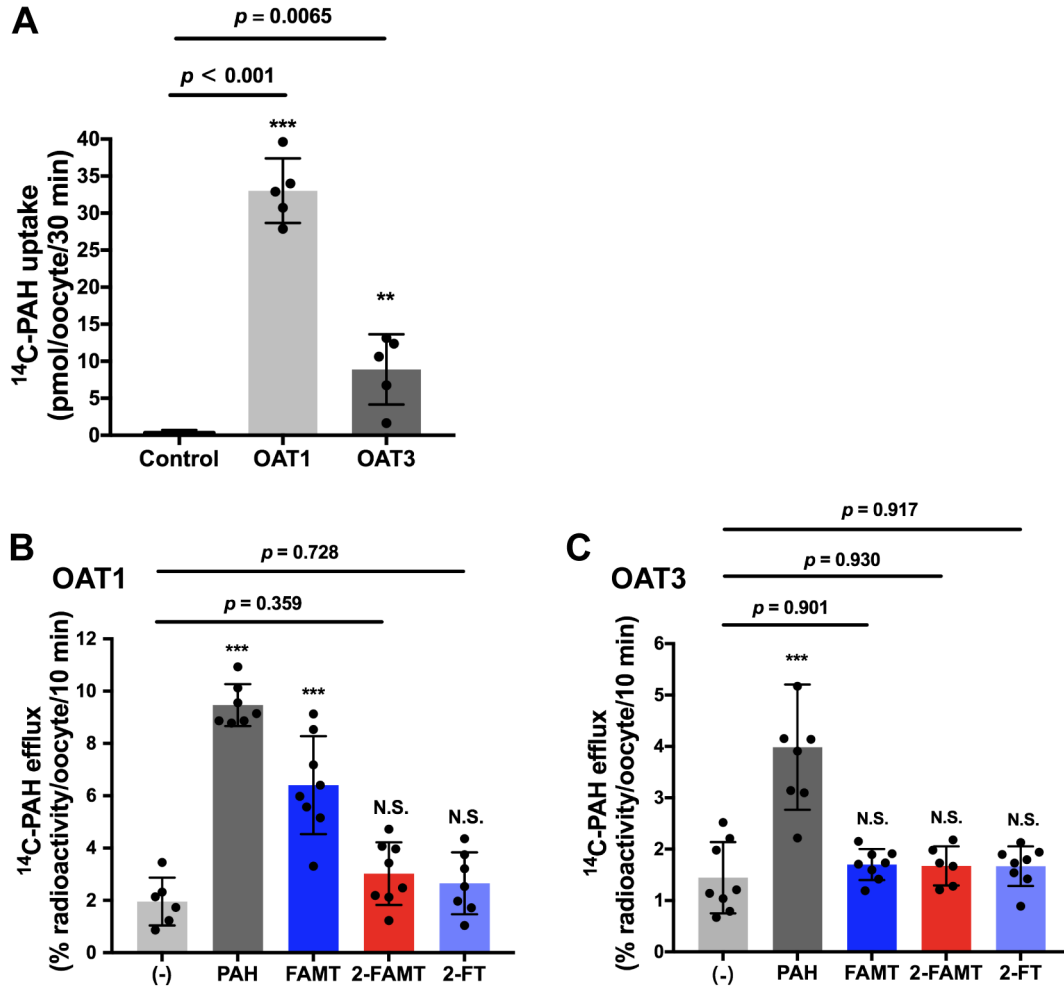 A
p = 0.0065
p < 0.001
***
**
14C-PAH uptake
(pmol/oocyte/30 min)
40
35
30
25
20
15
10
5
0
Control OAT1 OAT3
B
OAT1
p = 0.728
p = 0.359
***
***
N.S.
N.S.
14C-PAH efflux
(% radioactivity/oocyte/10 min)
12
10
8
6
4
2
0
(-) PAH FAMT 2-FAMT 2-FT
C
OAT3
p = 0.917
p = 0.930
p = 0.901
***
N.S.
N.S.
N.S.
14C-PAH efflux
(% radioactivity/oocyte/10 min)
6
5
4
3
2
1
0
(-) PAH FAMT 2-FAMT 2-FT